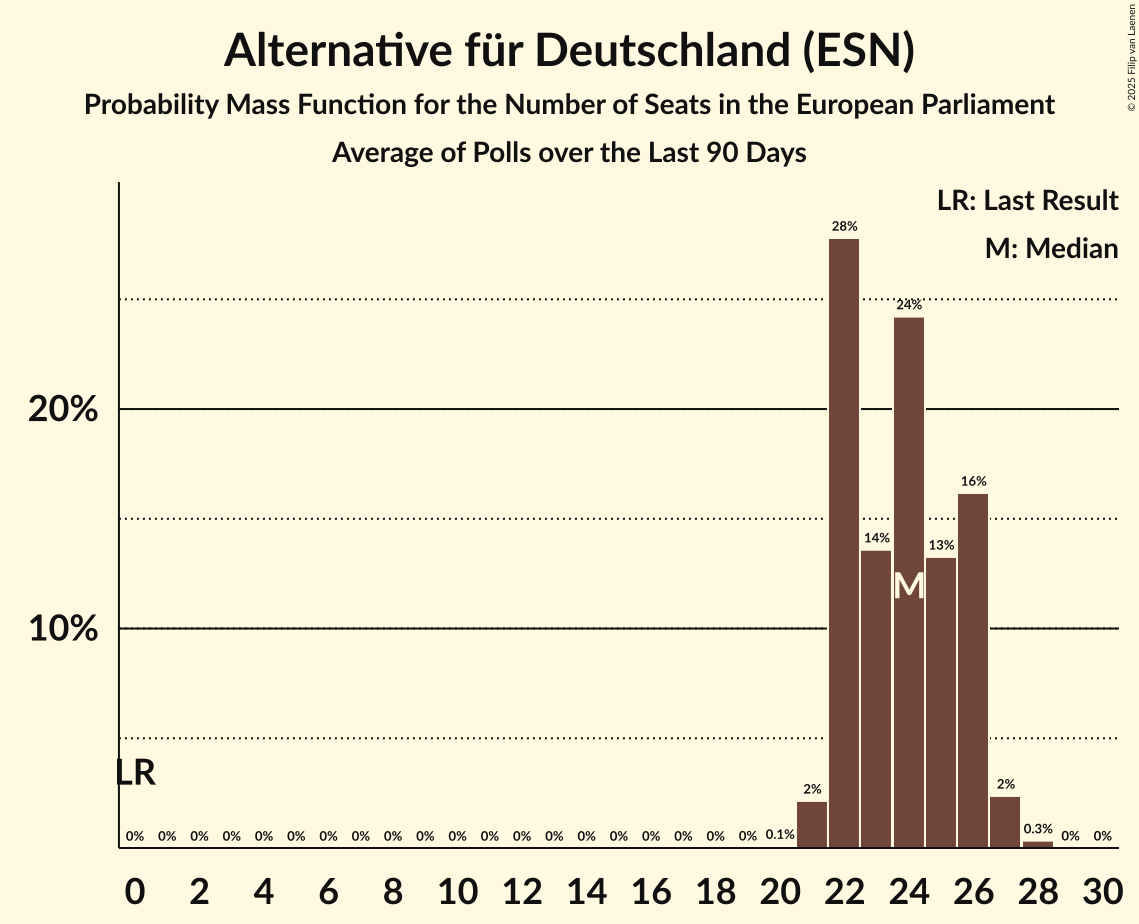 Alternative für Deutschland (ESN)
Probability Mass Function for the Number of Seats in the European Parliament
Average of Polls over the Last 90 Days
© 2025 Filip van Laenen
LR: Last Result
M: Median
28%
24%
20%
16%
14%
13%
M
10%
LR
2%
2%
0% 0% 0% 0% 0% 0% 0% 0% 0% 0% 0% 0% 0% 0% 0% 0% 0% 0% 0% 0% 0.1% 0.3% 0% 0%
0 2 4 6 8 10 12 14 16 18 20 22 24 26 28 30